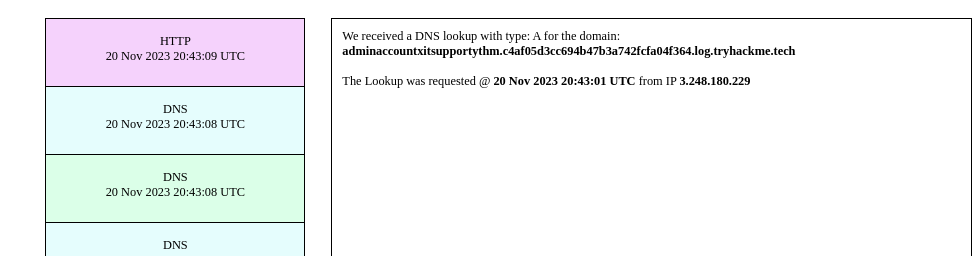 HTTP
20 Nov 2023 20:43:09 UTC
DNS
20 Nov 2023 20:43:08 UTC
DNS
20 Nov 2023 20:43:08 UTC
DNS
We received a DNS lookup with type: A for the domain:
adminaccountxitsupportythm.c4af05d3cc694b47b3a742fcfa04f364.log.tryhackme.tech
The Lookup was requested @ 20 Nov 2023 20:43:01 UTC from IP 3.248.180.229